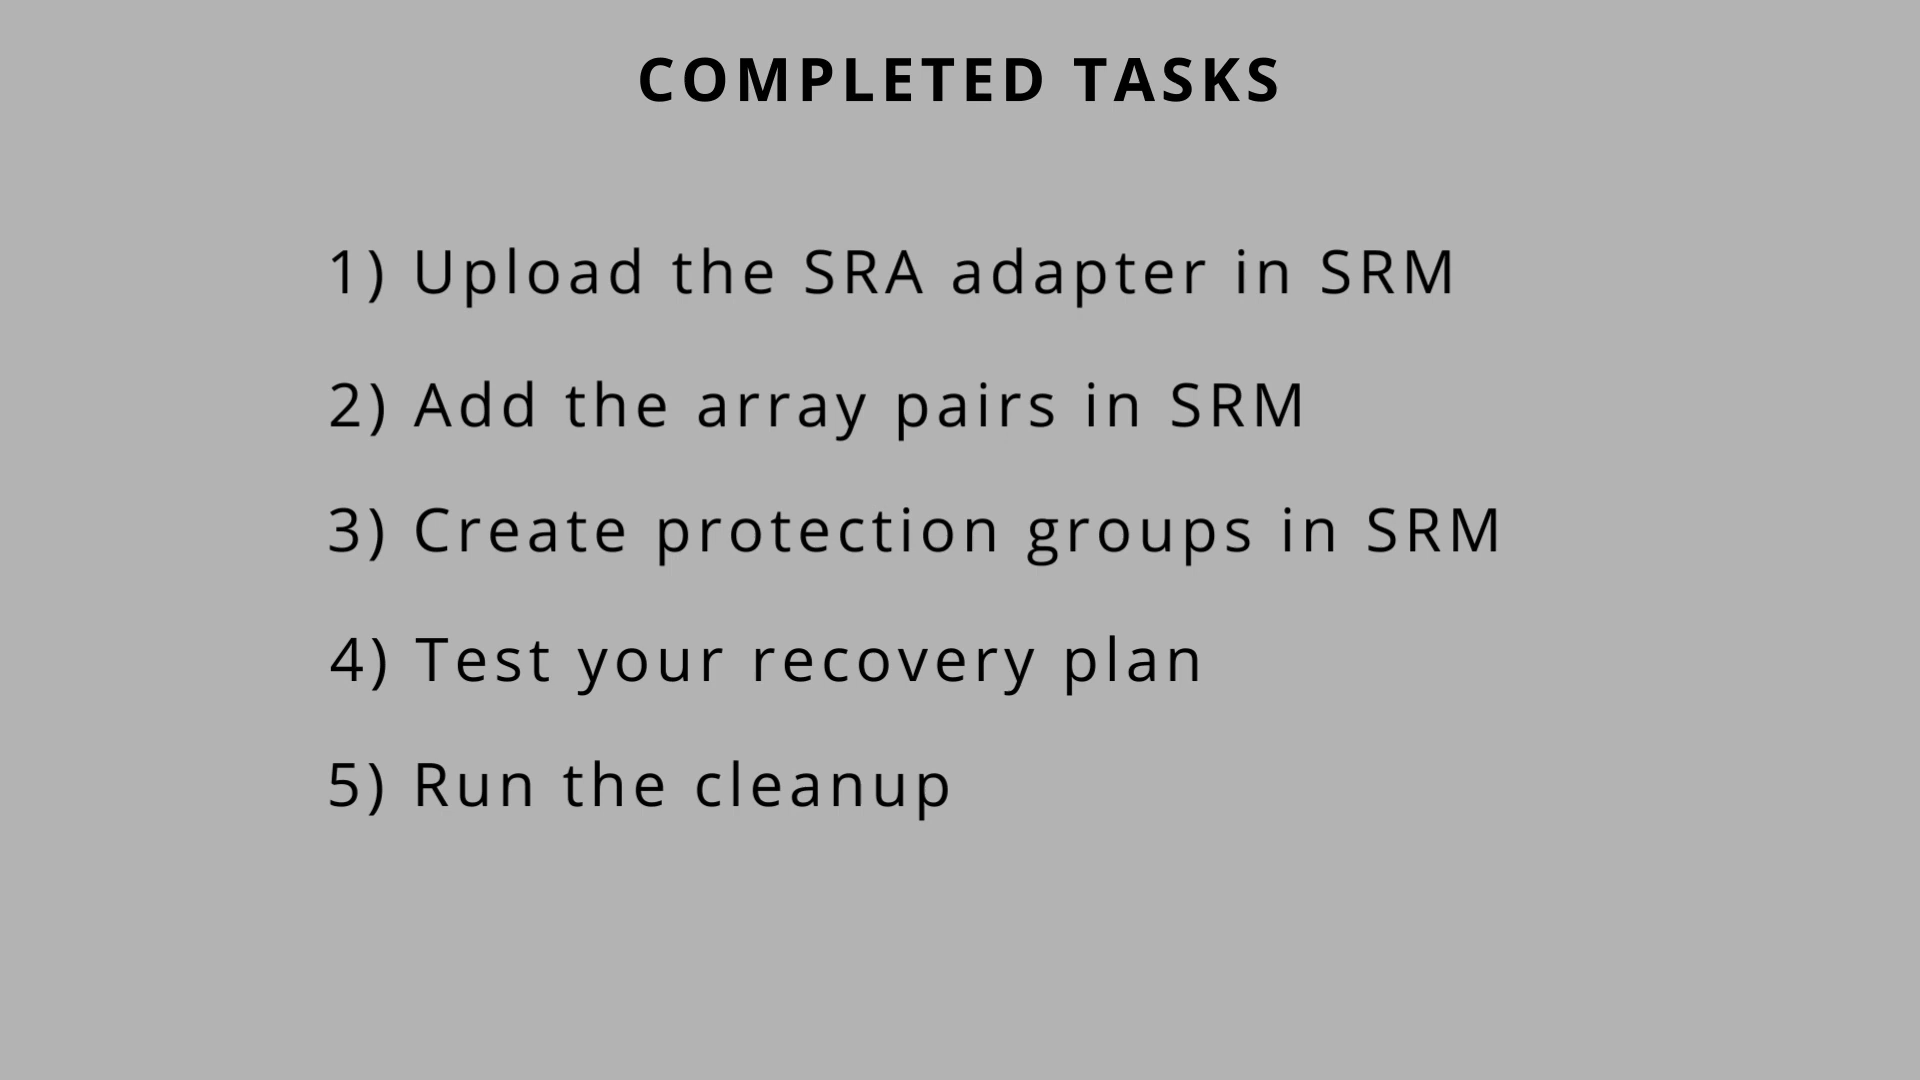 COMPLETED TASKS
1) Upload the SRA adapter in SRM
2) Add the array pairs in SRM
3) Create protection groups in SRM
4) Test your recovery plan
5) Run the cleanup